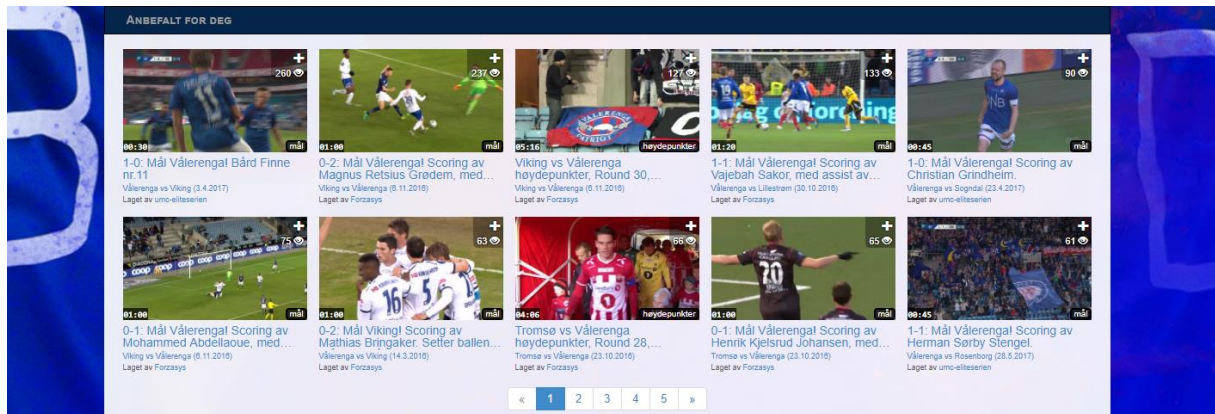 ANBEFALT FOR DEG
260
237
127
133
90
00:30 mål
01:00 mål
05:16 høydepunkter
01:20 mål
00:45 mål
1-0: Mål Vålerenga! Bård Finne
nr.11
Vålerenga vs Viking (3.4.2017)
Laget av umc-eliteserien
0-2: Mål Vålerenga! Scoring av
Magnus Retsius Grødem, med...
Viking vs Vålerenga (6.11.2016)
Laget av Forzasys
Viking vs Vålerenga
høydepunkter, Round 30,...
Viking vs Vålerenga (6.11.2016)
Laget av Forzasys
1-1: Mål Vålerenga! Scoring av
Vajebah Sakor, med assist av...
Vålerenga vs Lillestrøm (30.10.2016)
Laget av Forzasys
1-0: Mål Vålerenga! Scoring av
Christian Grindheim.
Vålerenga vs Sogndal (23.4.2017)
Laget av umc-eliteserien
75
63
66
65
61
01:00 mål
01:00 mål
04:06 høydepunkter
01:00 mål
00:45 mål
0-1: Mål Vålerenga! Scoring av
Mohammed Abdellaoue, med...
Viking vs Vålerenga (6.11.2016)
Laget av Forzasys
0-2: Mål Viking! Scoring av
Mathias Bringaker. Setter ballen...
Vålerenga vs Viking (14.3.2016)
Laget av Forzasys
Tromsø vs Vålerenga
høydepunkter, Round 28,...
Tromsø vs Vålerenga (23.10.2016)
Laget av Forzasys
0-1: Mål Vålerenga! Scoring av
Henrik Kjelsrud Johansen, med...
Tromsø vs Vålerenga (23.10.2016)
Laget av Forzasys
1-1: Mål Vålerenga! Scoring av
Herman Sørby Stengel.
Vålerenga vs Rosenborg (28.5.2017)
Laget av umc-eliteserien
« 1 2 3 4 5 »